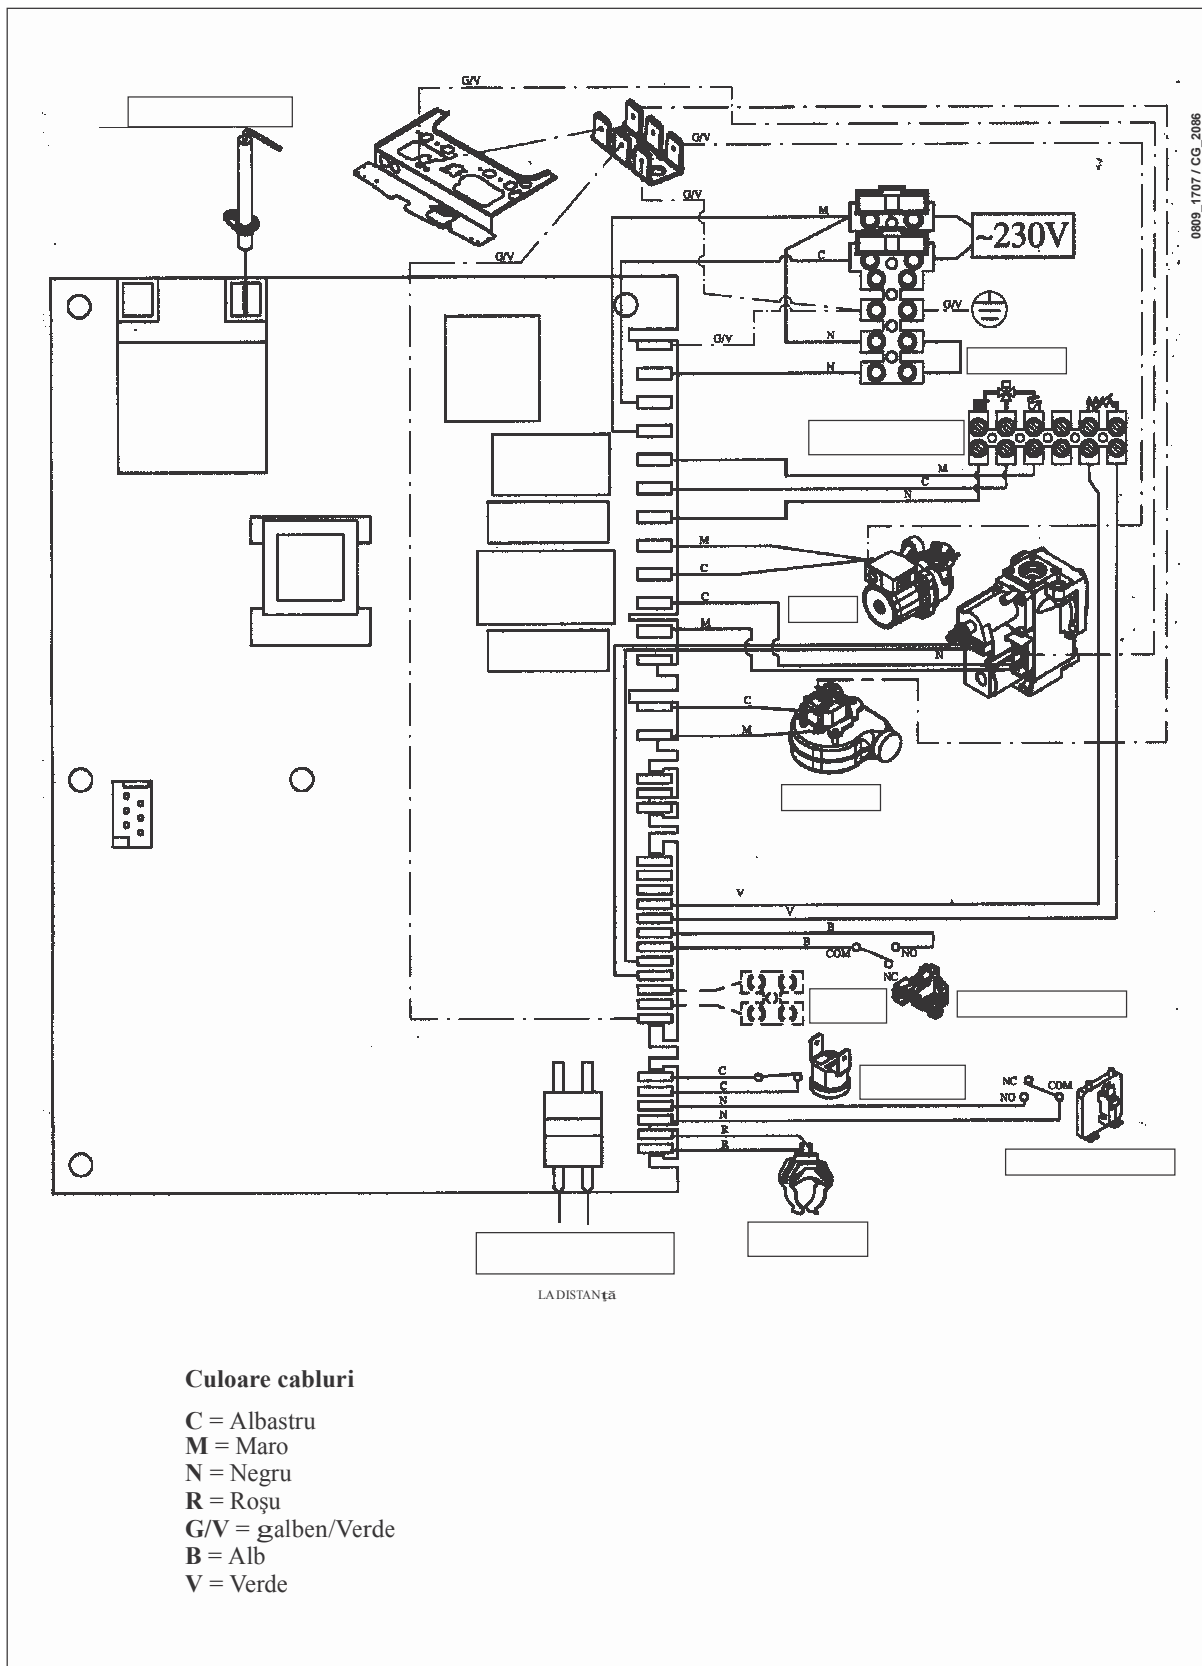 G/V
0809_1707 / CG_2086
G/V
G/V
M
~230V
G/V
C
G/V
G/V
N
N
M
C
N
M
C
C
M
N
C
M
V
V
B
B
COM
NO
NC
C
C
NC
COM
NO
N
N
B
LA DISTANţă
Culoare cabluri
C = Albastru
M = Maro
N = Negru
R = Roşu
G/V = galben/Verde
B = Alb
V = Verde